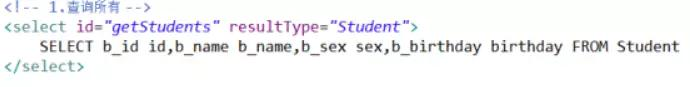 <!-- 1.查询所有 -->
<select id="getStudents" resultType="Student">
SELECT b_id id,b_name b_name,b_sex sex,b_birthday birthday FROM Student
</select>